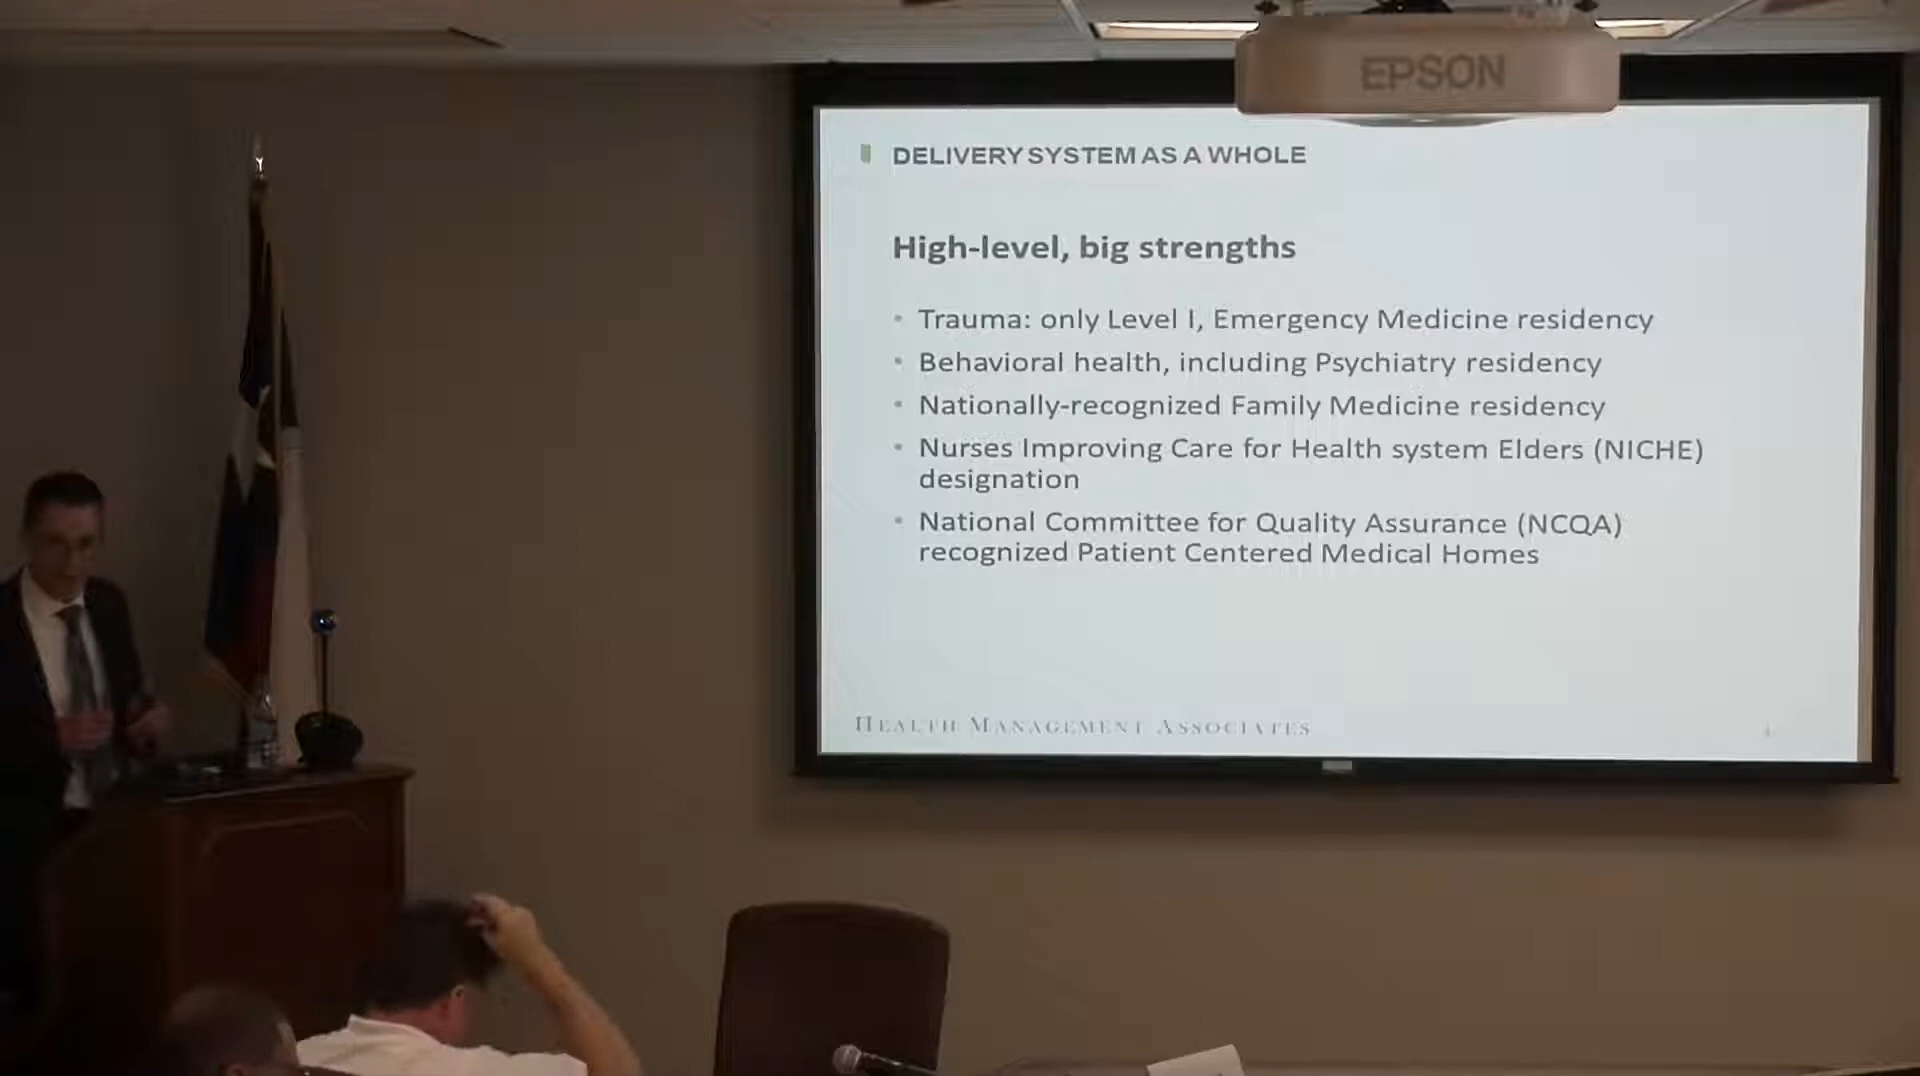 EPSON
DELIVERY SYSTEM AS A WHOLE
High-level, big strengths
• Trauma: only Level I, Emergency Medicine residency
• Behavioral health, including Psychiatry residency
• Nationally-recognized Family Medicine residency
• Nurses Improving Care for Health system Elders (NICHE)
designation
• National Committee for Quality Assurance (NCQA)
recognized Patient Centered Medical Homes
HEALTH MANAGEMENT ASSOCIATES